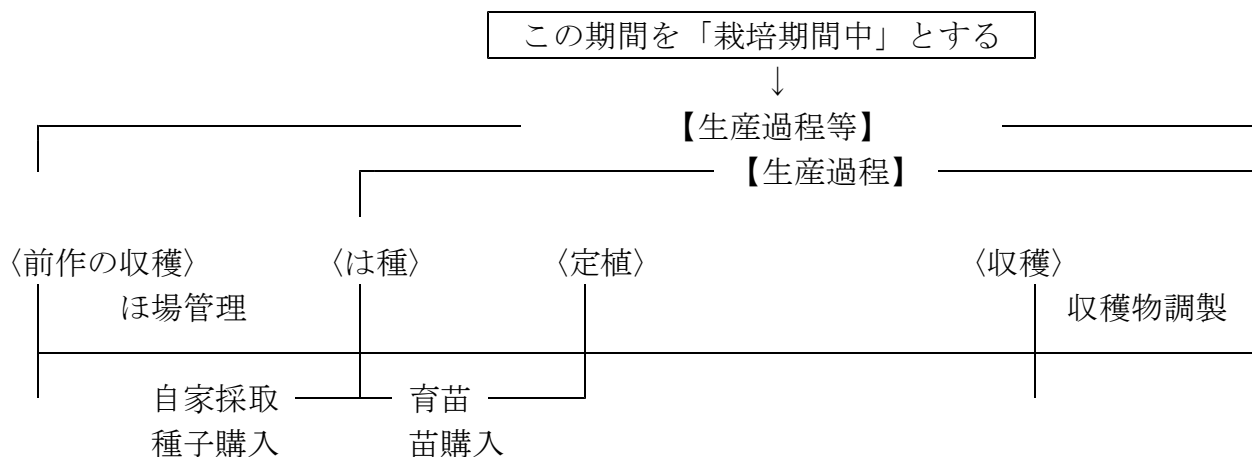 この期間を「栽培期間中」とする
↓
【生産過程等】
【生産過程】
〈前作の収穫〉 〈は種〉 〈定植〉 〈収穫〉
ほ場管理 収穫物調製
自家採取 育苗
種子購入 苗購入